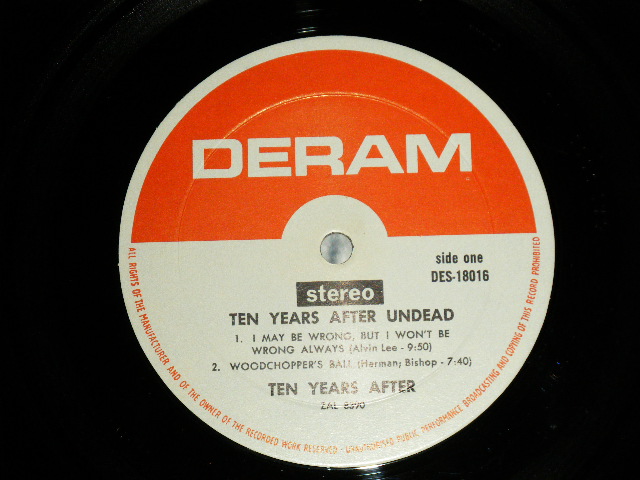 DERAM
side one
DES-18016
stereo
TEN YEARS AFTER UNDEAD
1. I MAY BE WRONG, BUT I WON'T BE
WRONG ALWAYS (Alvin Lee - 9:50)
2. WOODCHOPPER'S BALL (Herman; Bishop - 7:40)
TEN YEARS AFTER
ZAL 8390
ALL RIGHTS OF THE MANUFACTURER AND OF THE OWNER OF THE RECORDED WORK RESERVED - UNAUTHORISED PUBLIC PERFORMANCE BROADCASTING AND COPYING OF THIS RECORD PROHIBITED